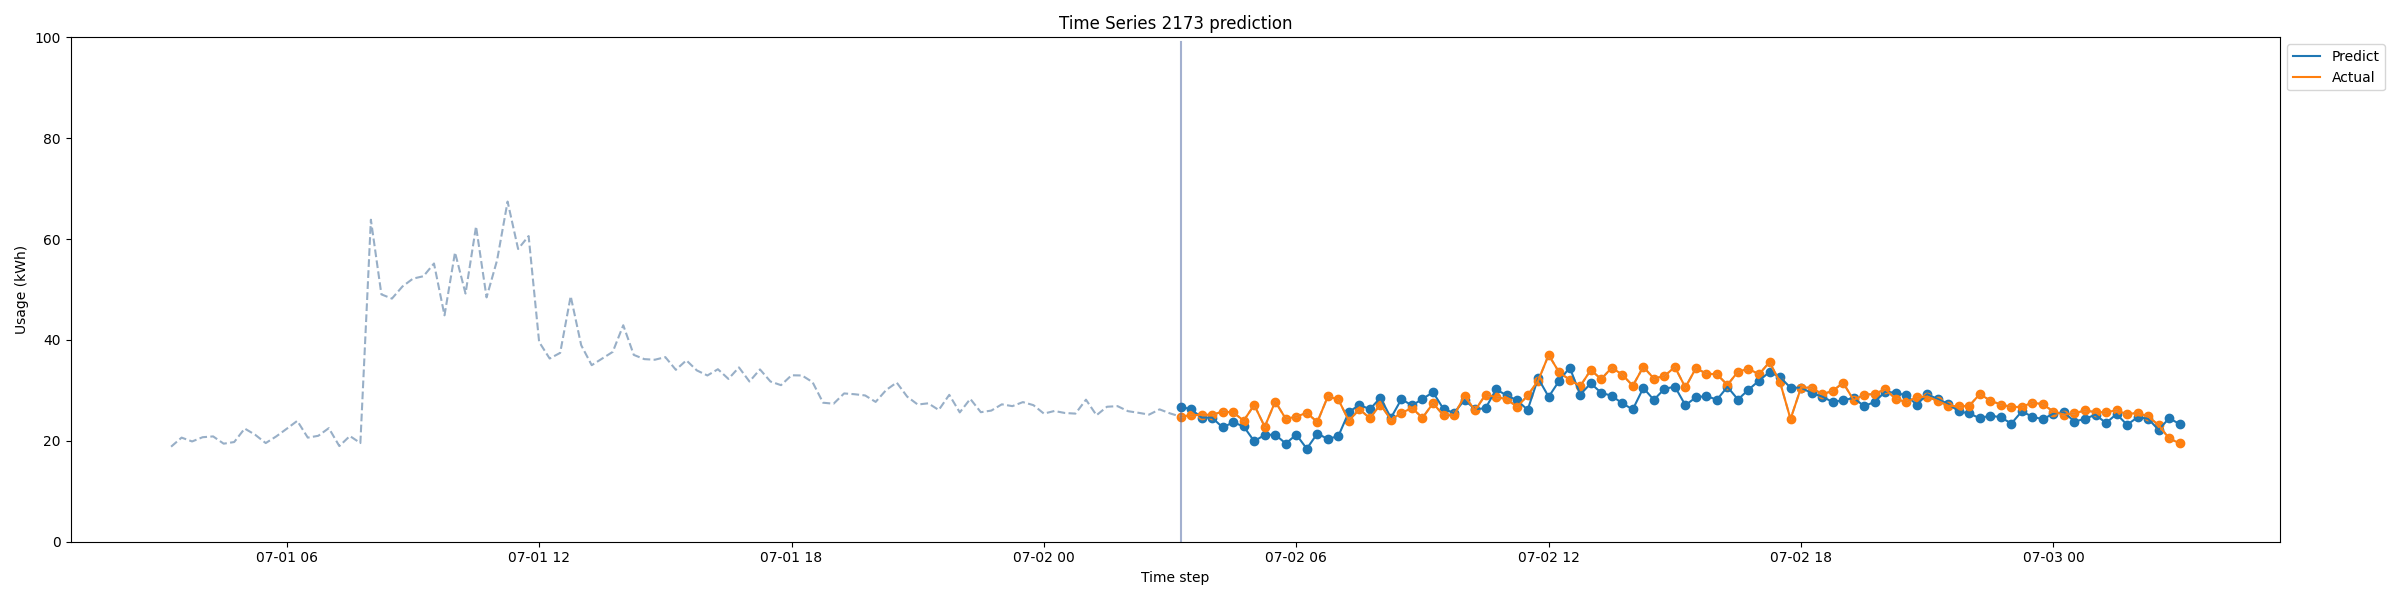 Time Series 2173 prediction
100
80
60
40
20
0
Usage (kWh)
07-01 06
07-01 12
07-01 18
07-02 00
07-02 06
07-02 12
07-02 18
07-03 00
Time step
Predict
Actual